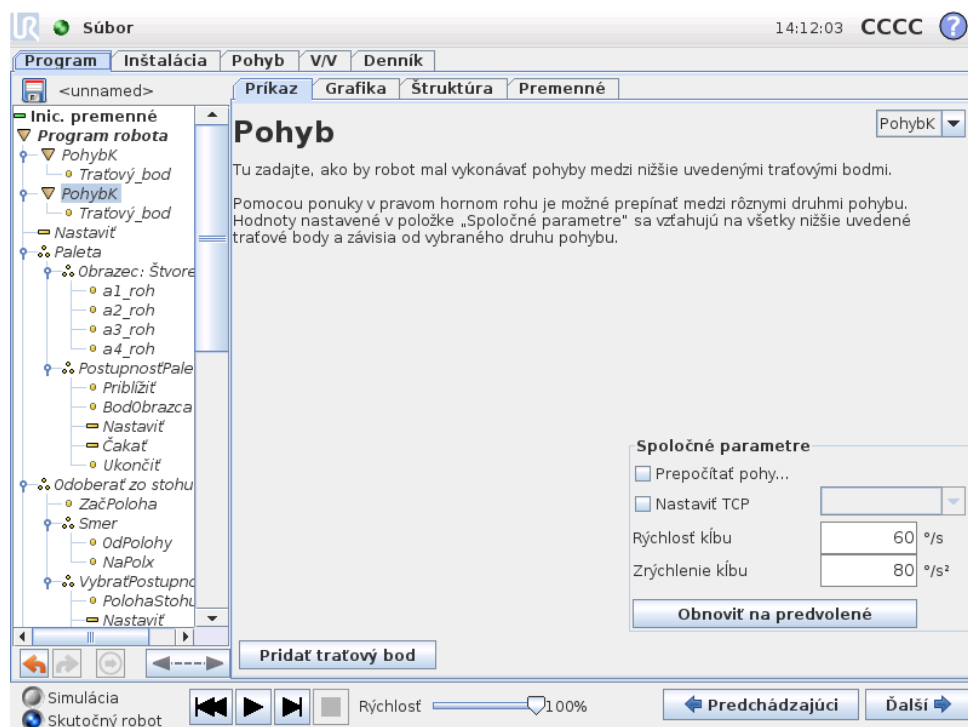 UR Súbor 14:12:03 CCCC ?
Program Inštalácia Pohyb V/V Denník
<unnamed>
Príkaz Grafika Štruktúra Premenné
Inic. premenné
Program robota
PohybK
Traťový_bod
PohybK
Traťový_bod
Nastaviť
Paleta
Obrazec: Štvore
a1_roh
a2_roh
a3_roh
a4_roh
PostupnosťPale
Priblížiť
BodObrazca
Nastaviť
Čakať
Ukončiť
Odoberať zo stohu
ZačPoloha
Smer
OdPolohy
NaPolx
VybraťPostupno
PolohaStohu
Nastaviť
Pohyb
PohybK
Tu zadajte, ako by robot mal vykonávať pohyby medzi nižšie uvedenými traťovými bodmi.
Pomocou ponuky v pravom hornom rohu je možné prepínať medzi rôznymi druhmi pohybu.
Hodnoty nastavené v položke „Spoločné parametre" sa vzťahujú na všetky nižšie uvedené
traťové body a závisia od vybraného druhu pohybu.
Spoločné parametre
Prepočítať pohy...
Nastaviť TCP
Rýchlosť kĺbu 60 °/s
Zrýchlenie kĺbu 80 °/s²
Obnoviť na predvolené
Pridať traťový bod
Simulácia
Skutočný robot
Rýchlosť 100%
Predchádzajúci
Ďalší